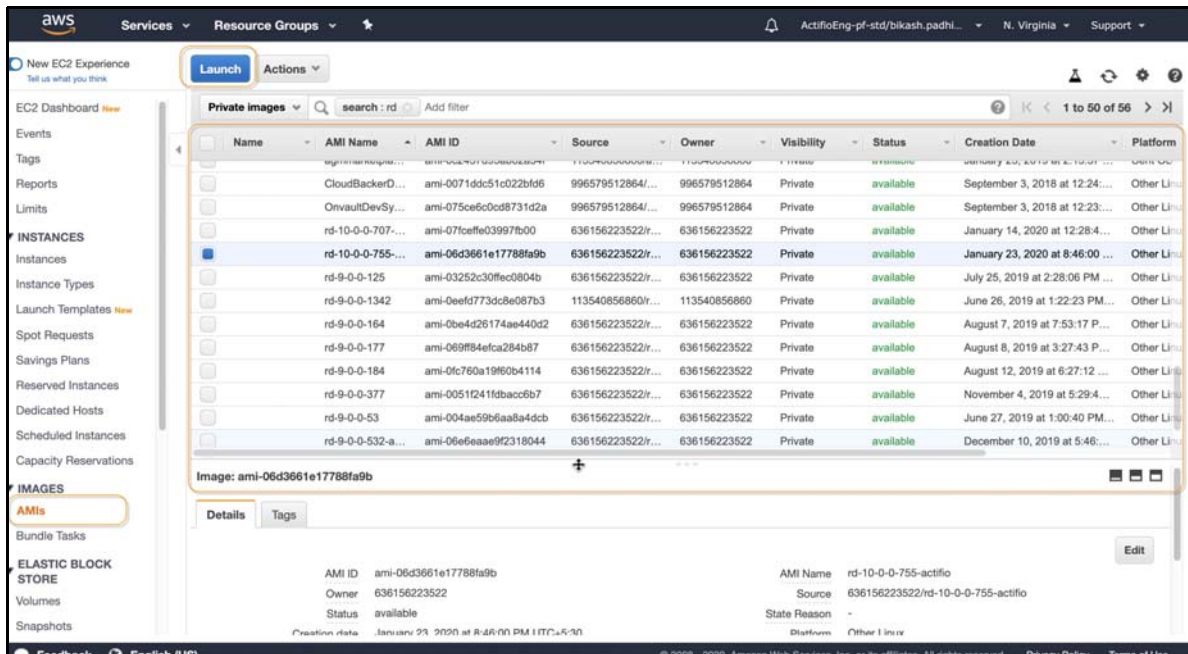 aws Services Resource Groups ActifioEng-pf-std/bikash.padhi... N. Virginia Support
New EC2 Experience
Tell us what you think
Launch Actions
EC2 Dashboard New
Events
Tags
Reports
Limits
INSTANCES
Instances
Instance Types
Launch Templates New
Spot Requests
Savings Plans
Reserved Instances
Dedicated Hosts
Scheduled Instances
Capacity Reservations
IMAGES
AMIs
Bundle Tasks
ELASTIC BLOCK
STORE
Volumes
Snapshots
Private images search : rd Add filter 1 to 50 of 56
Name AMI Name AMI ID Source Owner Visibility Status Creation Date Platform
CloudBackerD... ami-0071ddc51c022bfd6 996579512864/... 996579512864 Private available September 3, 2018 at 12:24:... Other Linu
OnvaultDevSy... ami-075ce6c0cd8731d2a 996579512864/... 996579512864 Private available September 3, 2018 at 12:23:... Other Linu
rd-10-0-0-707-... ami-07fceffe03997fb00 636156223522/r... 636156223522 Private available January 14, 2020 at 12:28:4... Other Linu
rd-10-0-0-755-... ami-06d3661e17788fa9b 636156223522/r... 636156223522 Private available January 23, 2020 at 8:46:00 ... Other Linu
rd-9-0-0-125 ami-03252c30ffec0804b 636156223522/r... 636156223522 Private available July 25, 2019 at 2:28:06 PM ... Other Linu
rd-9-0-0-1342 ami-0eefd773dc8e087b3 113540856860/r... 113540856860 Private available June 26, 2019 at 1:22:23 PM... Other Linu
rd-9-0-0-164 ami-0be4d26174ae440d2 636156223522/r... 636156223522 Private available August 7, 2019 at 7:53:17 P... Other Linu
rd-9-0-0-177 ami-069ff84efca284b87 636156223522/r... 636156223522 Private available August 8, 2019 at 3:27:43 P... Other Linu
rd-9-0-0-184 ami-0fc760a19f60b4114 636156223522/r... 636156223522 Private available August 12, 2019 at 6:27:12 ... Other Linu
rd-9-0-0-377 ami-0051f241fdbacc6b7 636156223522/r... 636156223522 Private available November 4, 2019 at 5:29:4... Other Linu
rd-9-0-0-53 ami-004ae59b6aa8a4dcb 636156223522/r... 636156223522 Private available June 27, 2019 at 1:00:40 PM... Other Linu
rd-9-0-0-532-a... ami-06e6eaae9f2318044 636156223522/r... 636156223522 Private available December 10, 2019 at 5:46:... Other Linu
Image: ami-06d3661e17788fa9b
Details Tags
Edit
AMI ID ami-06d3661e17788fa9b AMI Name rd-10-0-0-755-actifio
Owner 636156223522 Source 636156223522/rd-10-0-0-755-actifio
Status available State Reason -
Creation date January 23, 2020 at 8:46:00 PM UTC+5:30 Platform Other Linux
Feedback English (US) © 2008 - 2020, Amazon Web Services, Inc. or its affiliates. All rights reserved. Privacy Policy Terms of Use